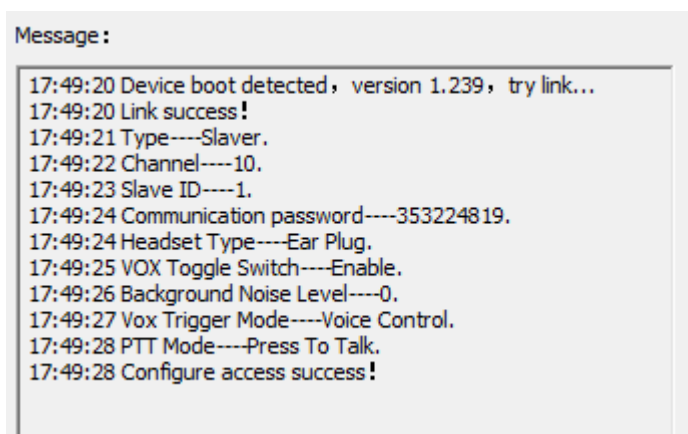 Message：
17:49:20 Device boot detected，version 1.239，try link...
17:49:20 Link success！
17:49:21 Type----Slaver.
17:49:22 Channel----10.
17:49:23 Slave ID----1.
17:49:24 Communication password----353224819.
17:49:24 Headset Type----Ear Plug.
17:49:25 VOX Toggle Switch----Enable.
17:49:26 Background Noise Level----0.
17:49:27 Vox Trigger Mode----Voice Control.
17:49:28 PTT Mode----Press To Talk.
17:49:28 Configure access success！